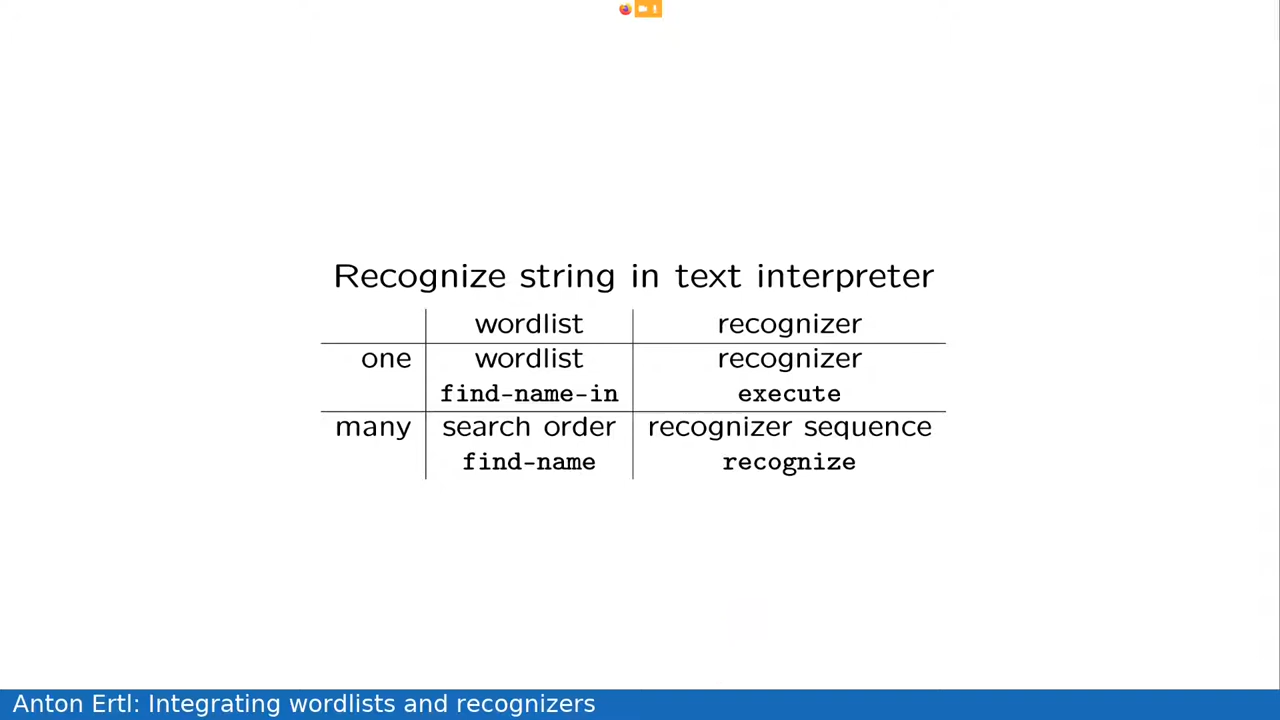 Recognize string in text interpreter
wordlist recognizer
one wordlist recognizer
find-name-in execute
many search order recognizer sequence
find-name recognize
Anton Ertl: Integrating wordlists and recognizers